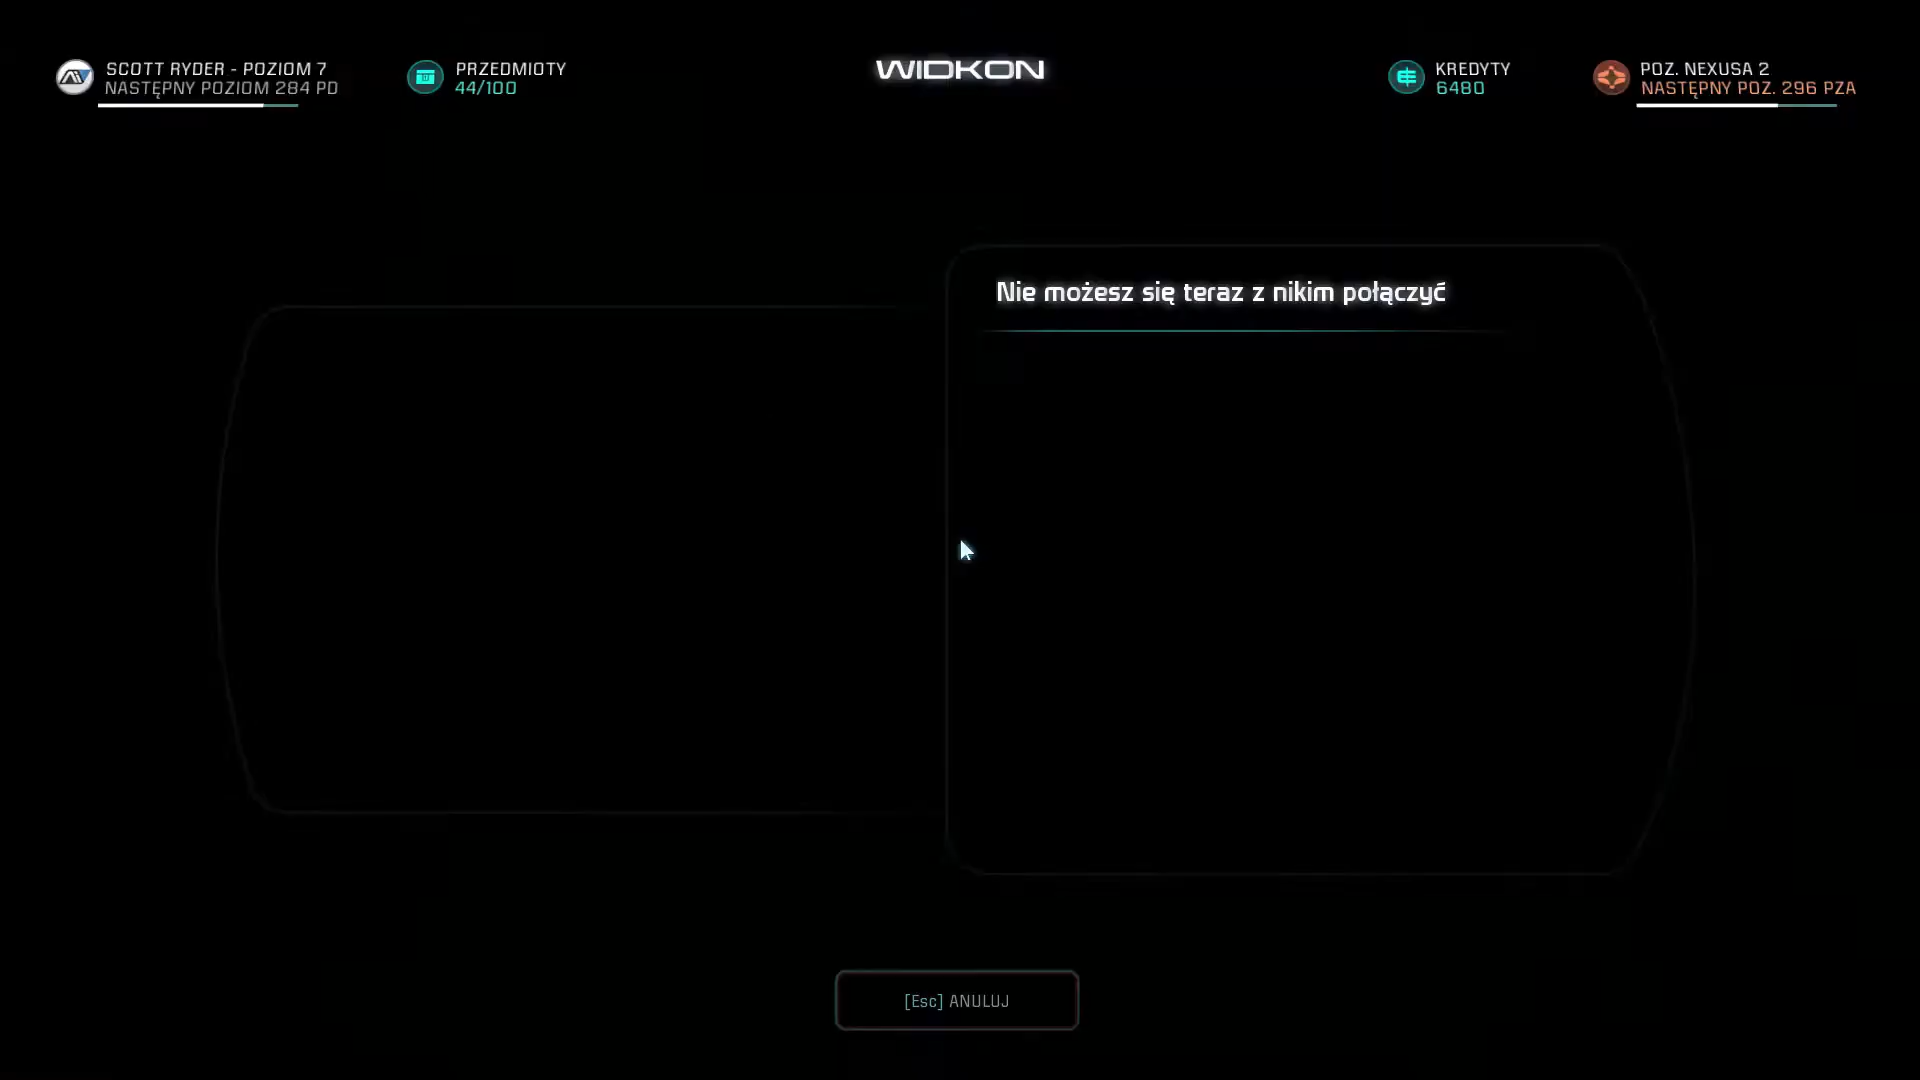 SCOTT RYDER - POZIOM 7
NASTĘPNY POZIOM 284 PD
PRZEDMIOTY
44/100
WIDKON
KREDYTY
6480
POZ. NEXUSA 2
NASTĘPNY POZ. 296 PZA
Nie możesz się teraz z nikim połączyć
[Esc] ANULUJ